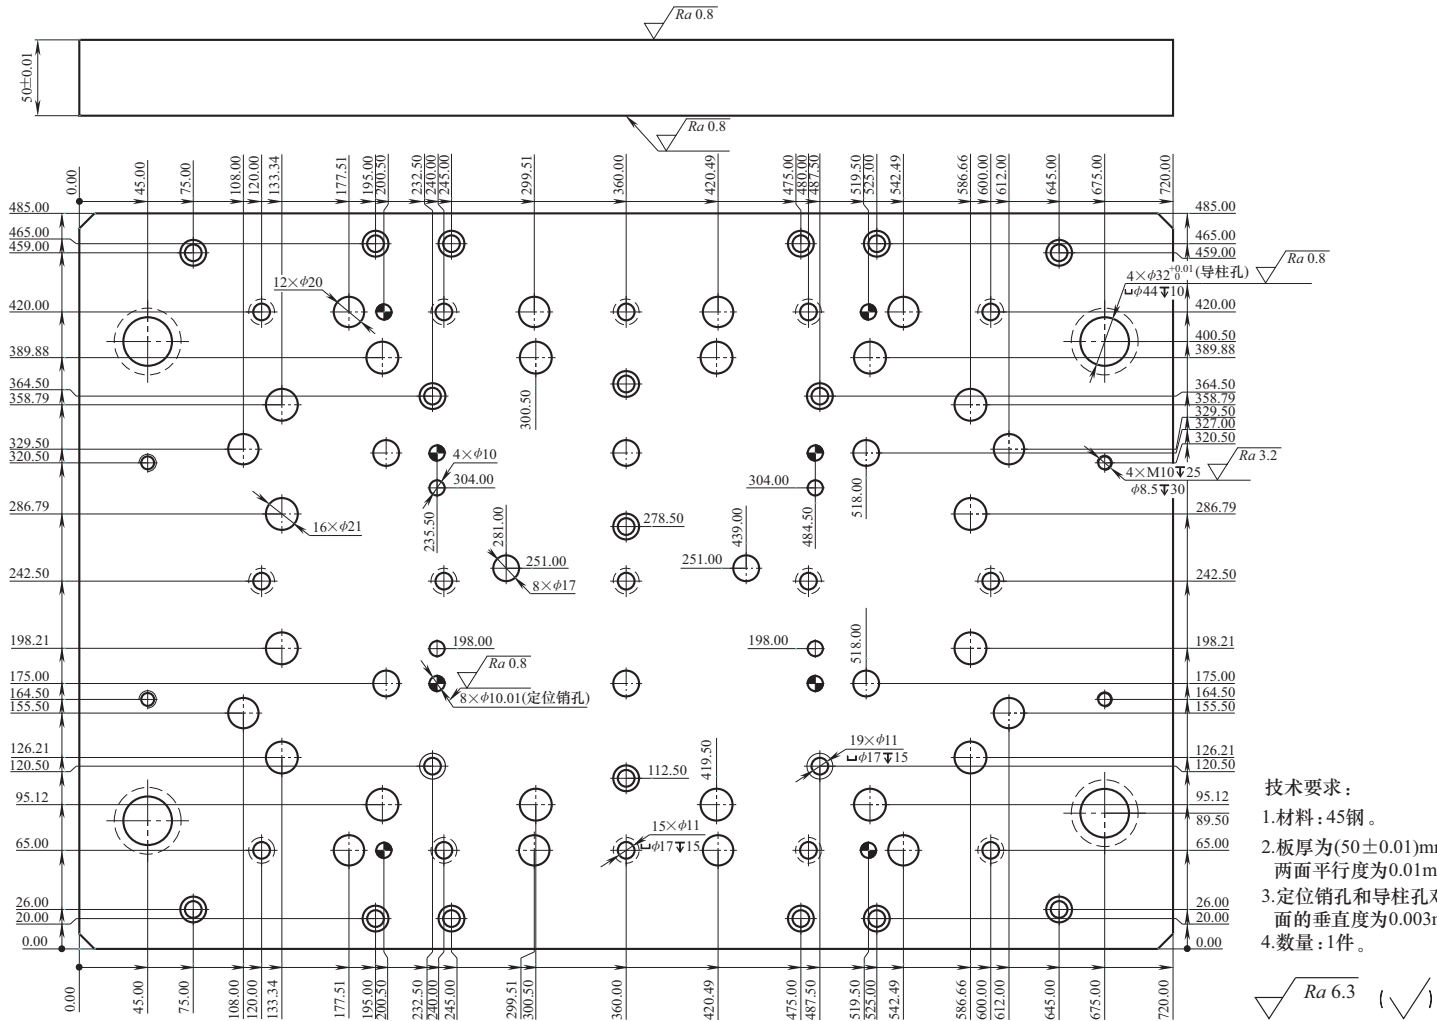 Ra 0.8
50±0.01
Ra 0.8
0.00 45.00 75.00 108.00 120.00 133.34 177.51 195.00 200.50 232.50 240.00 245.00 299.51 360.00 420.49 475.00 480.00 487.50 519.50 525.00 542.49 586.66 600.00 612.00 645.00 675.00 720.00
485.00 485.00
465.00 465.00
459.00 459.00
4×ϕ32+0.01 0(导柱孔) Ra 0.8
⌴ϕ44↧10
12×ϕ20
420.00 420.00
400.50
389.88 389.88
364.50 364.50
358.79 300.50 358.79
329.50
327.00
329.50 320.50
320.50
4×ϕ10 Ra 3.2
304.00 304.00 4×M10↧25
ϕ8.5↧30
286.79 518.00 286.79
16×ϕ21 235.50 281.00 278.50 439.00 484.50
251.00 251.00
242.50 8×ϕ17 242.50
198.21 198.00 198.00 518.00 198.21
Ra 0.8
175.00 175.00
164.50 8×ϕ10.01(定位销孔) 164.50
155.50 155.50
19×ϕ11
126.21 ⌴ϕ17↧15 126.21
120.50 120.50
112.50 419.50
技术要求:
95.12 95.12
89.50
1.材料:45钢。
15×ϕ11
65.00 ⌴ϕ17↧15 65.00
2.板厚为(50±0.01)mm
两面平行度为0.01m
3.定位销孔和导柱孔对
26.00 26.00
20.00 20.00
面的垂直度为0.003m
0.00 0.00
4.数量:1件。
0.00 45.00 75.00 108.00 120.00 133.34 177.51 195.00 200.50 232.50 240.00 245.00 299.51 300.50 360.00 420.49 475.00 487.50 519.50 525.00 542.49 586.66 600.00 612.00 645.00 675.00 720.00
Ra 6.3 (√)